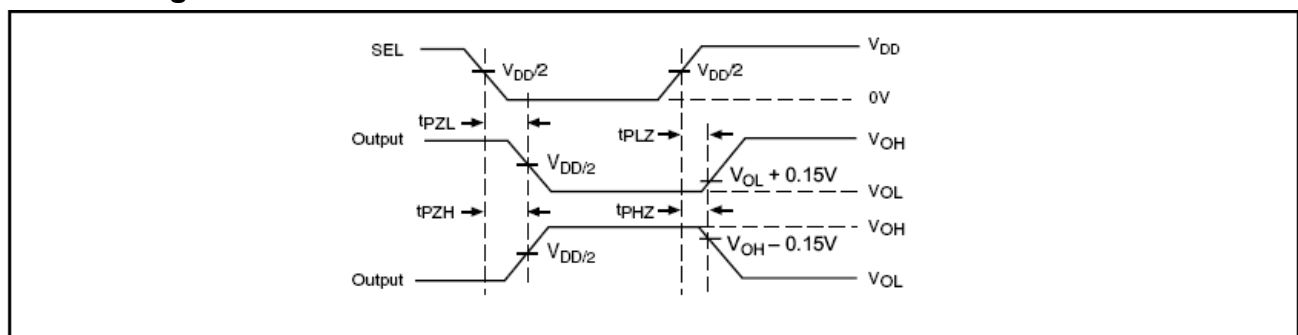 SEL
VDD/2
VDD/2
VDD
0V
tPZL
tPLZ
Output
VDD/2
VOH
VOL + 0.15V
VOL
tPZH
tPHZ
VOH
VOH – 0.15V
VDD/2
Output
VOL